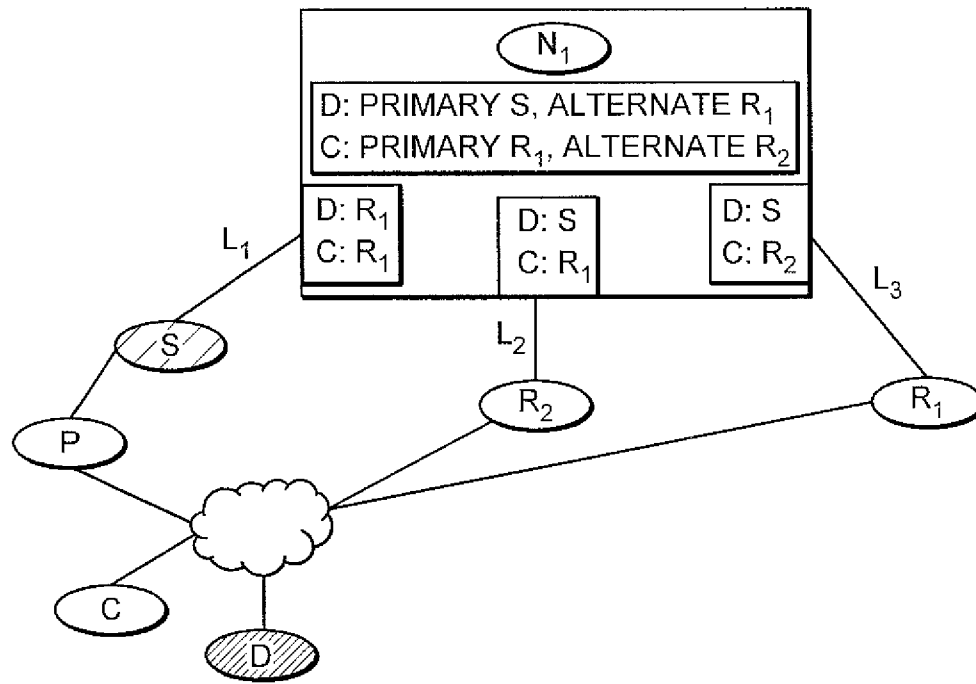 N₁
D: PRIMARY S, ALTERNATE R₁
C: PRIMARY R₁, ALTERNATE R₂
D: R₁
C: R₁
D: S
C: R₁
D: S
C: R₂
L₁
L₂
L₃
S
R₂
R₁
P
C
D